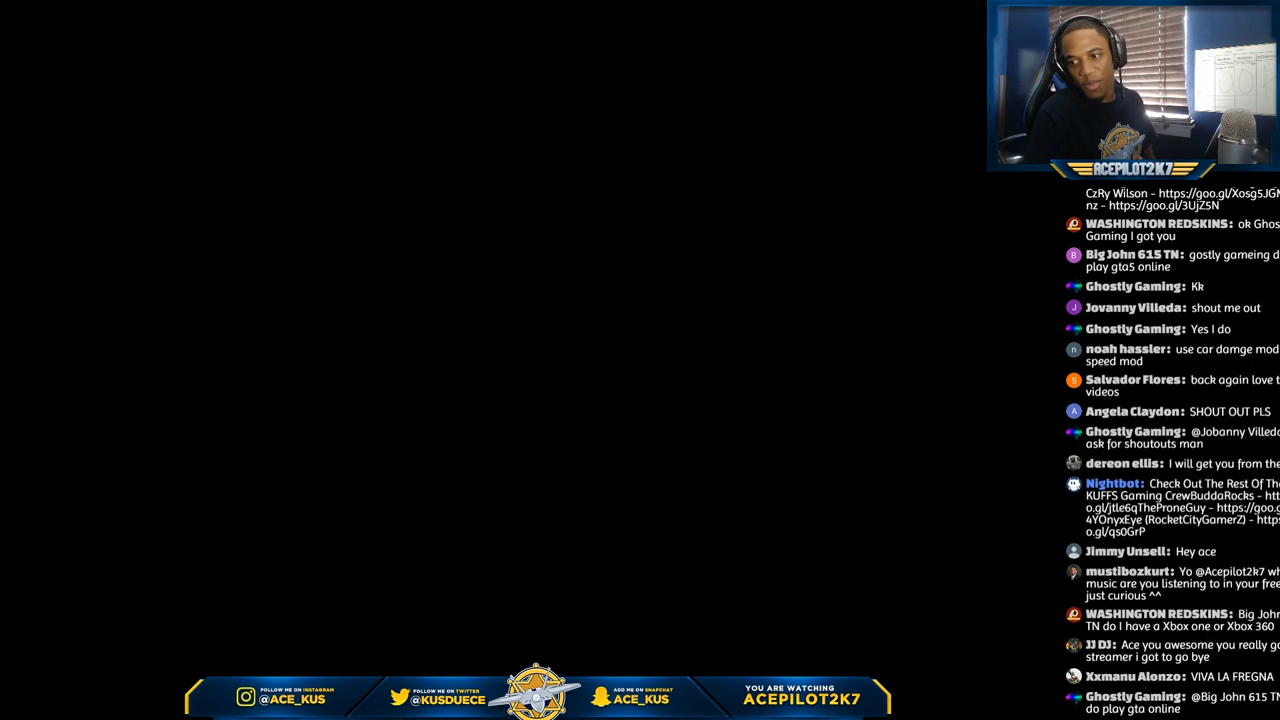 ACEPILOT2K7
CzRy Wilson - https://goo.gl/Xosg5JGM
nz - https://goo.gl/3UjZ5N
WASHINGTON REDSKINS: ok Ghos
Gaming I got you
Big John 615 TN: gostly gameing d
play gta5 online
Ghostly Gaming: Kk
Jovanny Villeda: shout me out
Ghostly Gaming: Yes I do
noah hassler: use car damge mod
speed mod
Salvador Flores: back again love t
videos
Angela Claydon: SHOUT OUT PLS
Ghostly Gaming: @Jobanny Villeda
ask for shoutouts man
dereon ellis: I will get you from the
Nightbot: Check Out The Rest Of The
KUFFS Gaming CrewBuddaRocks - htt
o.gl/jtle6qTheProneGuy - https://goo.g
4YOnyxEye (RocketCityGamerZ) - https
o.gl/qs0GrP
Jimmy Unsell: Hey ace
mustibozkurt: Yo @Acepilot2k7 wh
music are you listening to in your free
just curious ^^
WASHINGTON REDSKINS: Big John
TN do I have a Xbox one or Xbox 360
JJ DJ: Ace you awesome you really go
streamer i got to go bye
Xxmanu Alonzo: VIVA LA FREGNA
Ghostly Gaming: @Big John 615 TN
do play gta online
FOLLOW ME ON INSTAGRAM
@ACE_KUS
FOLLOW ME ON TWITTER
@KUSDUECE
ADD ME ON SNAPCHAT
ACE_KUS
YOU ARE WATCHING
ACEPILOT2K7